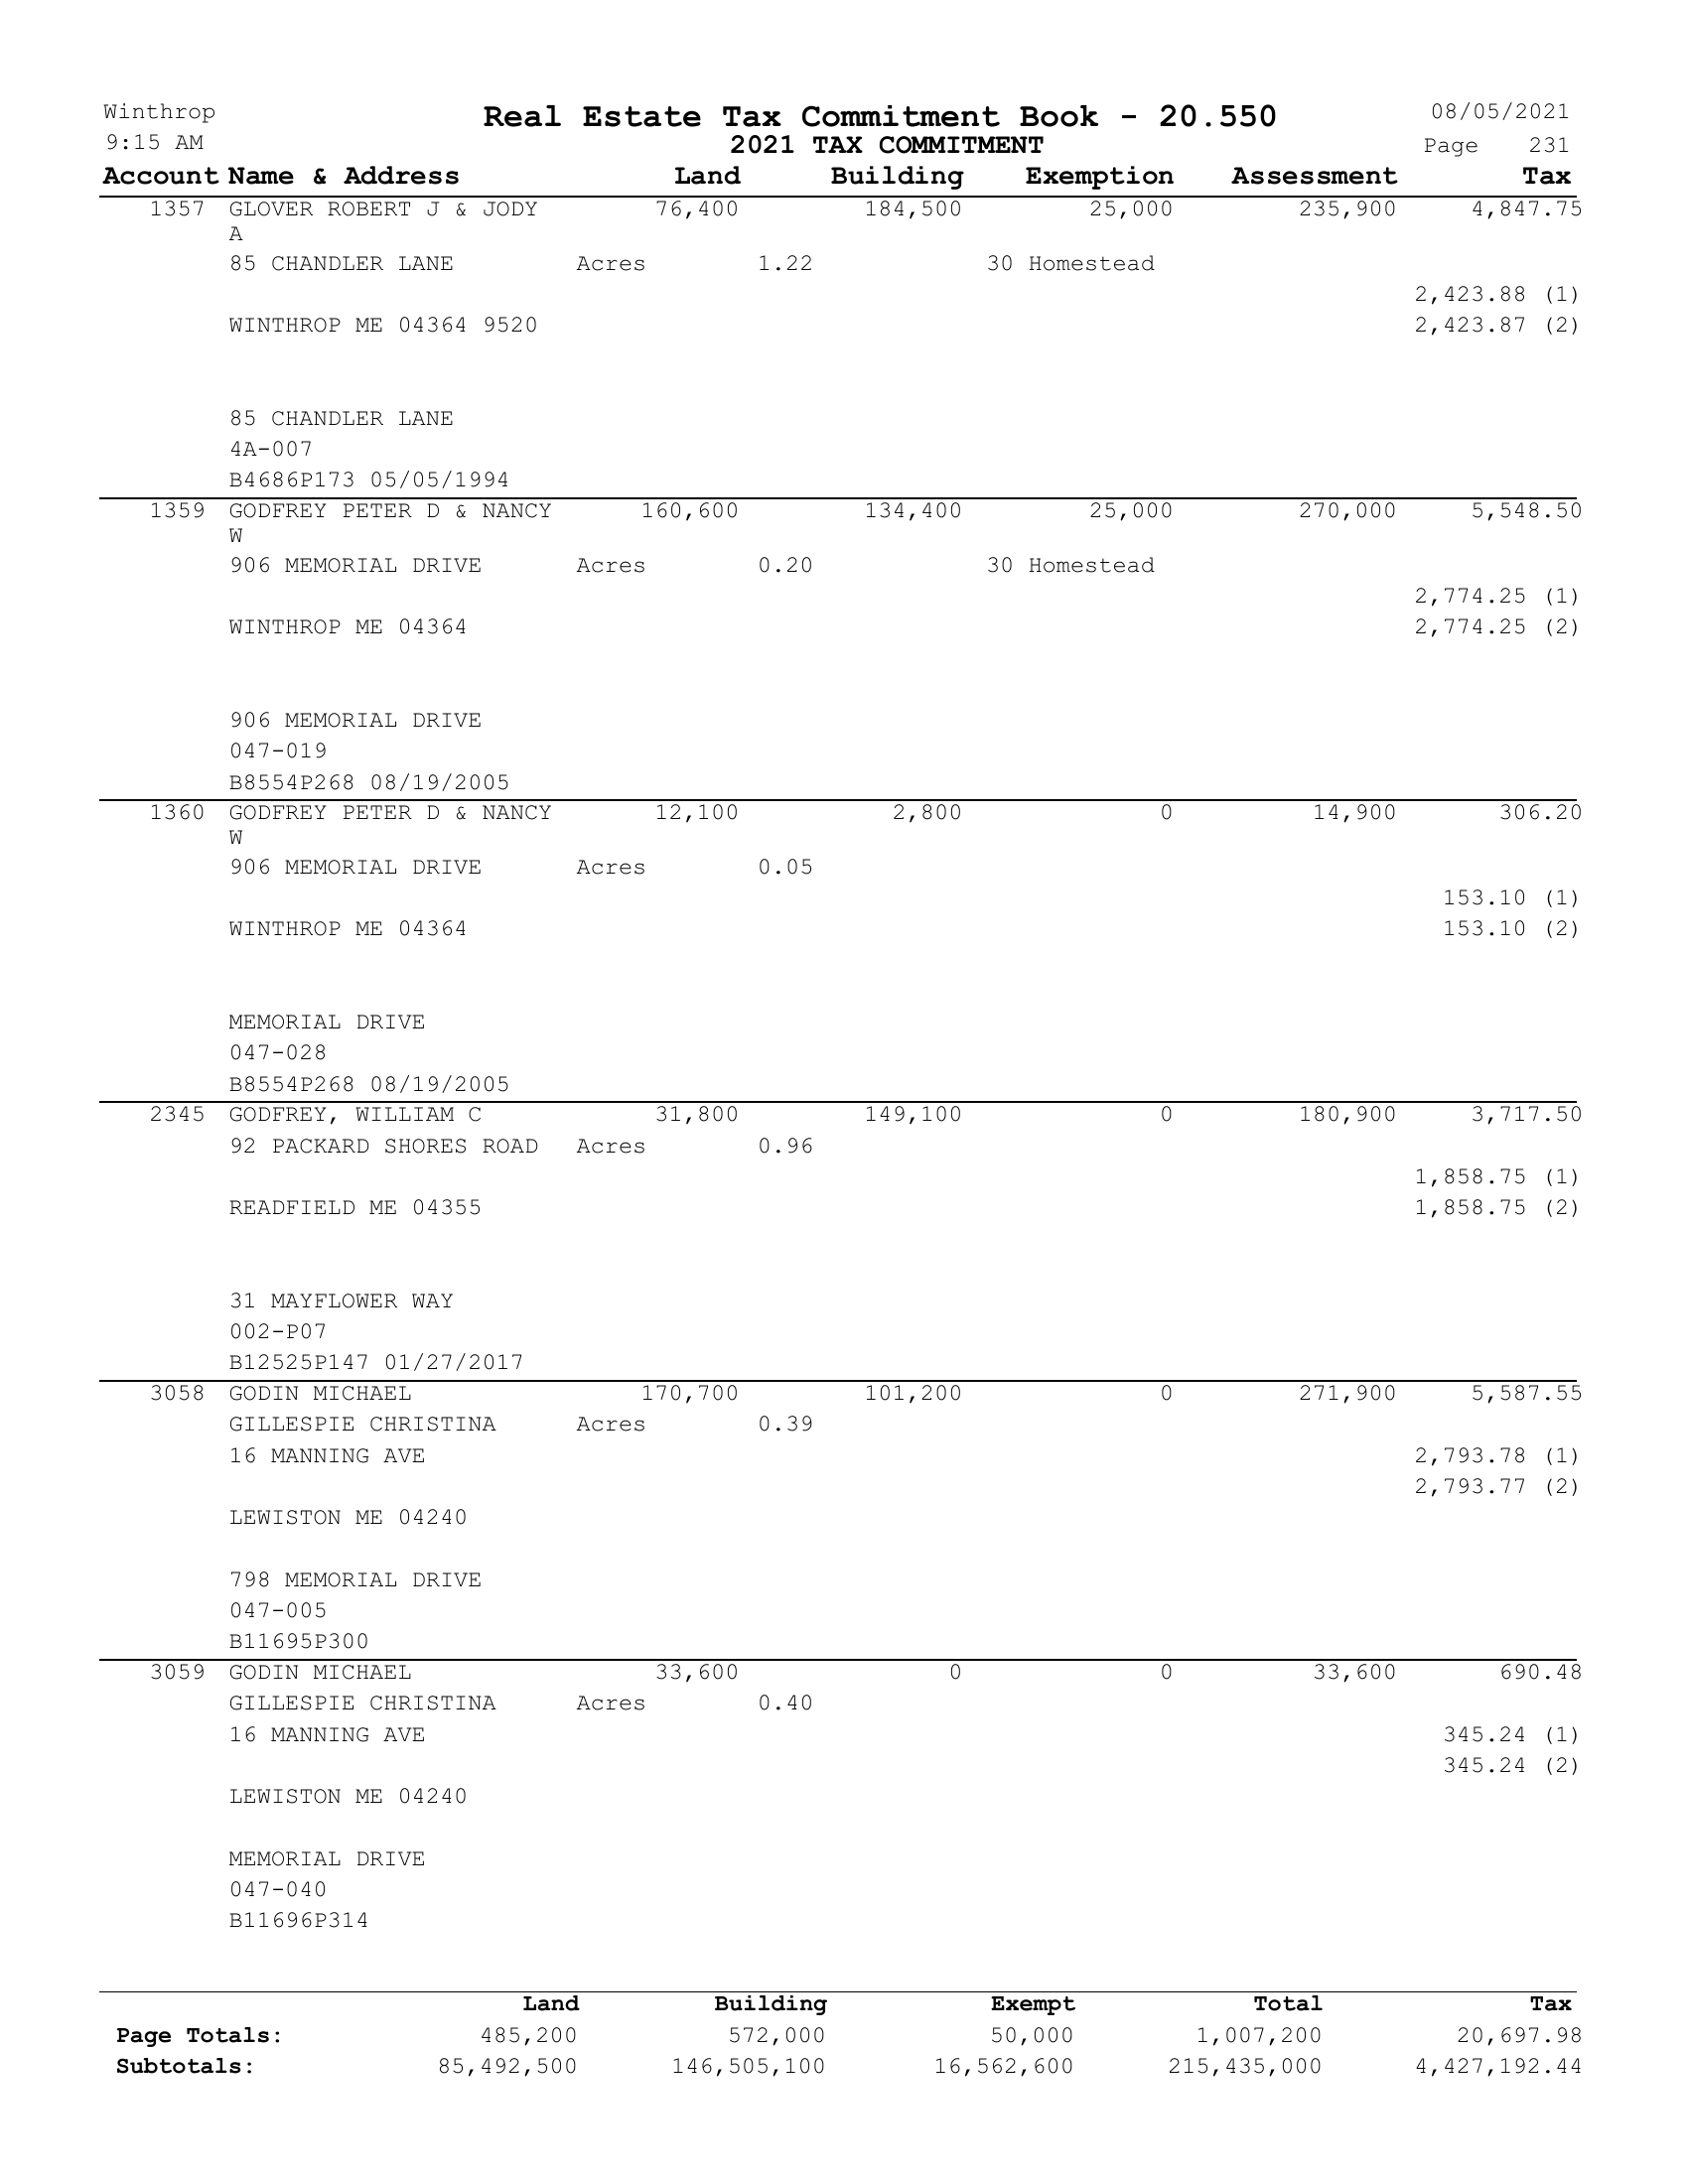 Winthrop Real Estate Tax Commitment Book - 20.550 08/05/2021
9:15 AM 2021 TAX COMMITMENT Page 231
Account Name & Address Land Building Exemption Assessment Tax
1357 GLOVER ROBERT J & JODY 76,400 184,500 25,000 235,900 4,847.75
A
85 CHANDLER LANE Acres 1.22 30 Homestead
2,423.88 (1)
WINTHROP ME 04364 9520 2,423.87 (2)
85 CHANDLER LANE
4A-007
B4686P173 05/05/1994
1359 GODFREY PETER D & NANCY 160,600 134,400 25,000 270,000 5,548.50
W
906 MEMORIAL DRIVE Acres 0.20 30 Homestead
2,774.25 (1)
WINTHROP ME 04364 2,774.25 (2)
906 MEMORIAL DRIVE
047-019
B8554P268 08/19/2005
1360 GODFREY PETER D & NANCY 12,100 2,800 0 14,900 306.20
W
906 MEMORIAL DRIVE Acres 0.05
153.10 (1)
WINTHROP ME 04364 153.10 (2)
MEMORIAL DRIVE
047-028
B8554P268 08/19/2005
2345 GODFREY, WILLIAM C 31,800 149,100 0 180,900 3,717.50
92 PACKARD SHORES ROAD Acres 0.96
1,858.75 (1)
READFIELD ME 04355 1,858.75 (2)
31 MAYFLOWER WAY
002-P07
B12525P147 01/27/2017
3058 GODIN MICHAEL 170,700 101,200 0 271,900 5,587.55
GILLESPIE CHRISTINA Acres 0.39
16 MANNING AVE 2,793.78 (1)
2,793.77 (2)
LEWISTON ME 04240
798 MEMORIAL DRIVE
047-005
B11695P300
3059 GODIN MICHAEL 33,600 0 0 33,600 690.48
GILLESPIE CHRISTINA Acres 0.40
16 MANNING AVE 345.24 (1)
345.24 (2)
LEWISTON ME 04240
MEMORIAL DRIVE
047-040
B11696P314
Land Building Exempt Total Tax
Page Totals: 485,200 572,000 50,000 1,007,200 20,697.98
Subtotals: 85,492,500 146,505,100 16,562,600 215,435,000 4,427,192.44